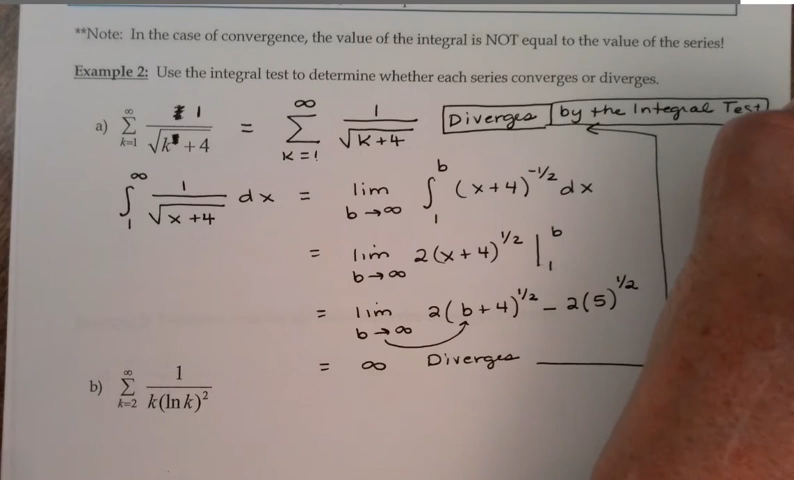 **Note: In the case of convergence, the value of the integral is NOT equal to the value of the series!
Example 2: Use the integral test to determine whether each series converges or diverges.
a) ∑_{k=1}^{∞} 1/√(k+4) = ∑_{k=1}^{∞} 1/√(k+4) Diverges by the Integral Test
∫_1^∞ 1/√(x+4) dx = lim_{b→∞} ∫_1^b (x+4)^{-1/2} dx
= lim_{b→∞} 2(x+4)^{1/2} |_1^b
= lim_{b→∞} 2(b+4)^{1/2} - 2(5)^{1/2}
= ∞ Diverges
b) ∑_{k=2}^{∞} 1/(k(ln k)^2)